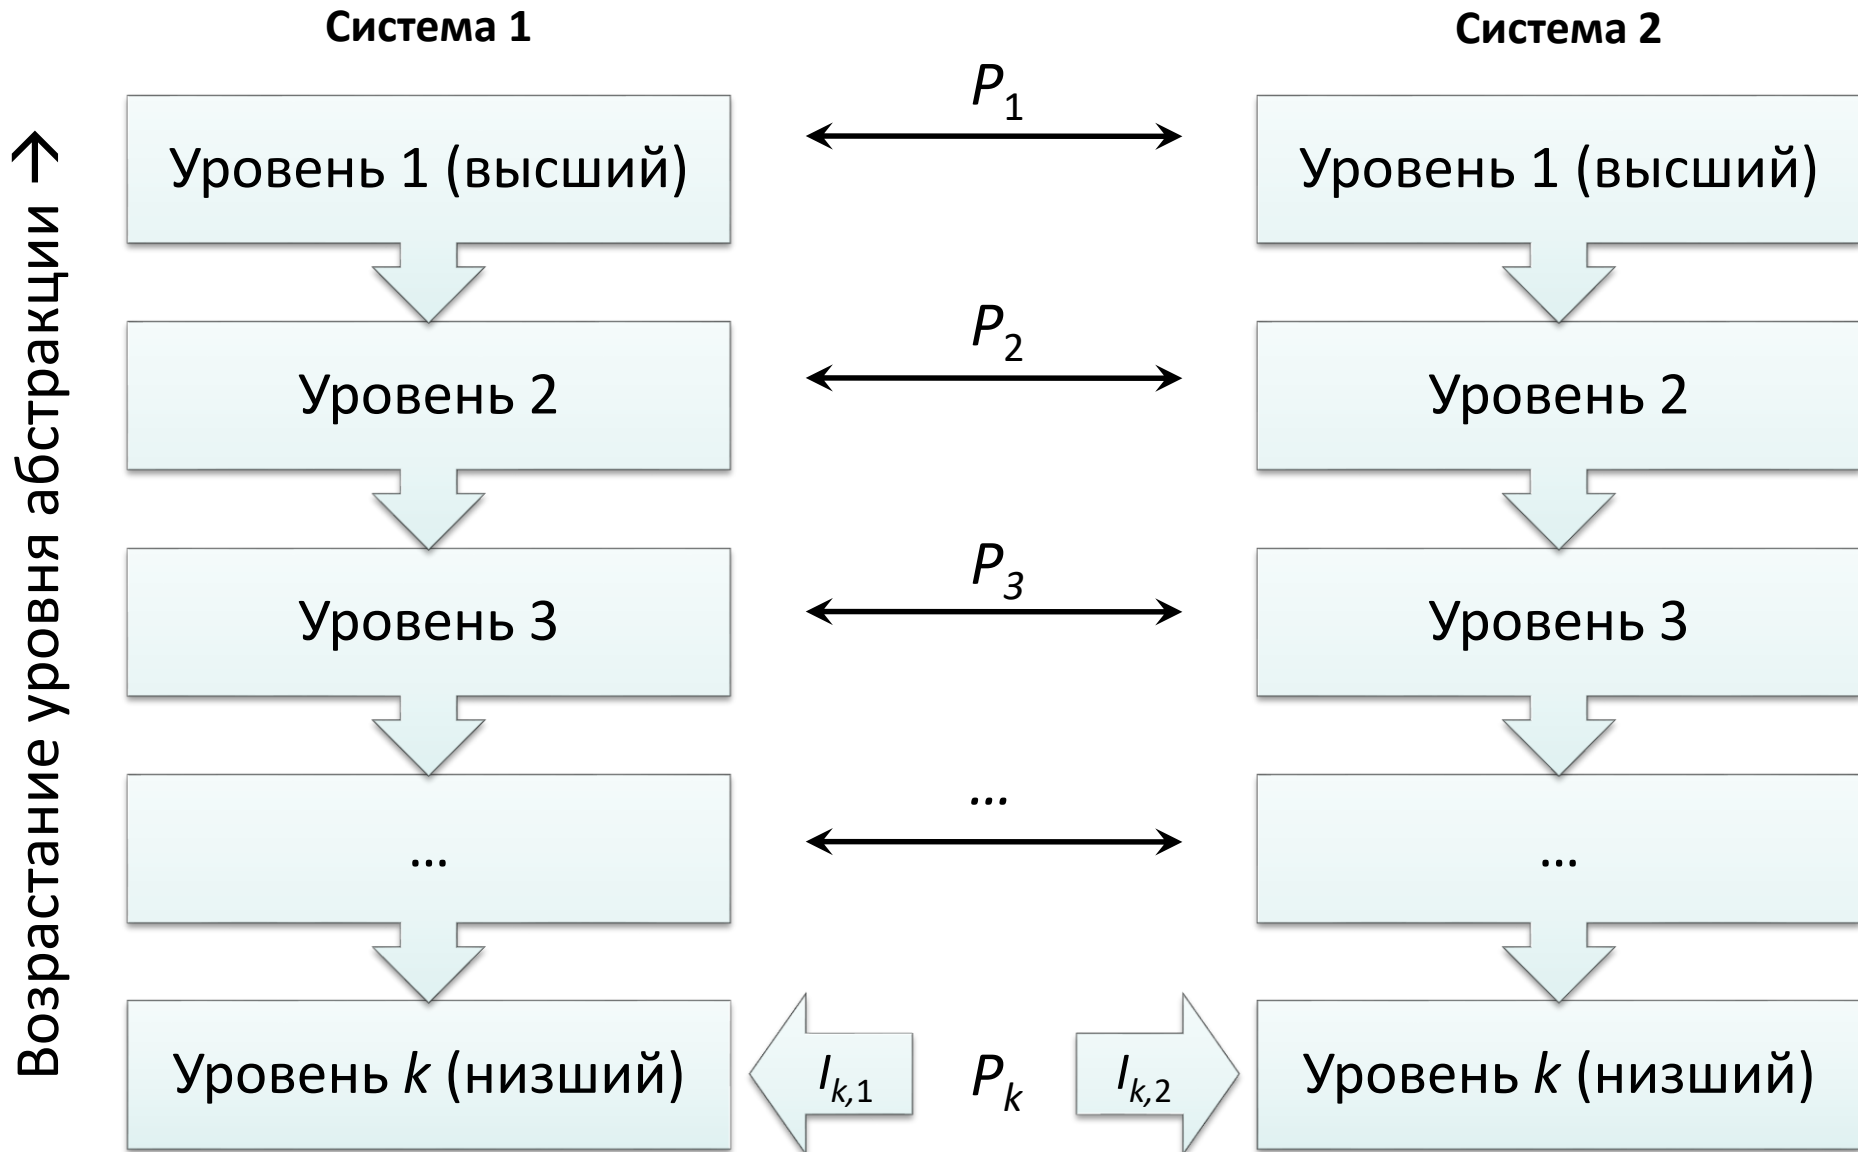 Система 1
Система 2
Возрастание уровня абстракции →
Уровень 1 (высший)
P1
Уровень 1 (высший)
Уровень 2
P2
Уровень 2
Уровень 3
P3
Уровень 3
...
...
...
Уровень k (низший)
Ik,1
Pk
Ik,2
Уровень k (низший)